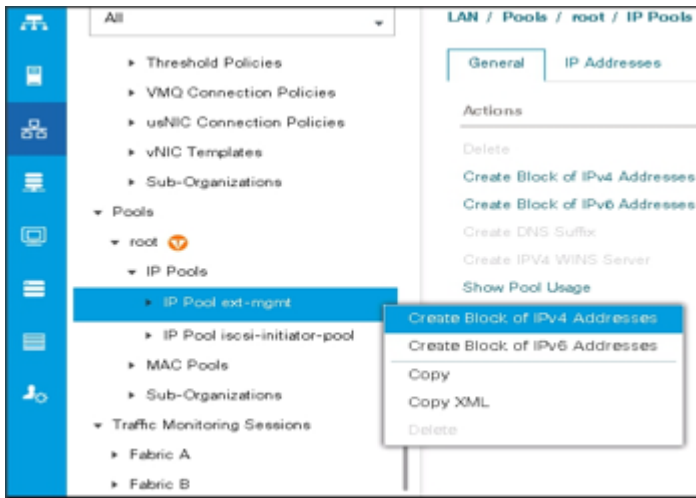 All
Threshold Policies
VMQ Connection Policies
usNIC Connection Policies
vNIC Templates
Sub-Organizations
Pools
root
IP Pools
IP Pool ext-mgmt
IP Pool iscsi-initiator-pool
MAC Pools
Sub-Organizations
Traffic Monitoring Sessions
Fabric A
Fabric B
LAN / Pools / root / IP Pools
General IP Addresses
Actions
Delete
Create Block of IPv4 Addresses
Create Block of IPv6 Addresses
Create DNS Suffix
Create IPV4 WINS Server
Show Pool Usage
Create Block of IPv4 Addresses
Create Block of IPv6 Addresses
Copy
Copy XML
Delete